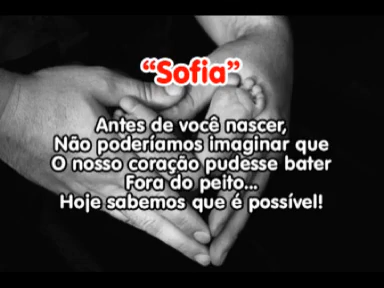 “Sofia”
Antes de você nascer,
Não poderíamos imaginar que
O nosso coração pudesse bater
Fora do peito...
Hoje sabemos que é possível!